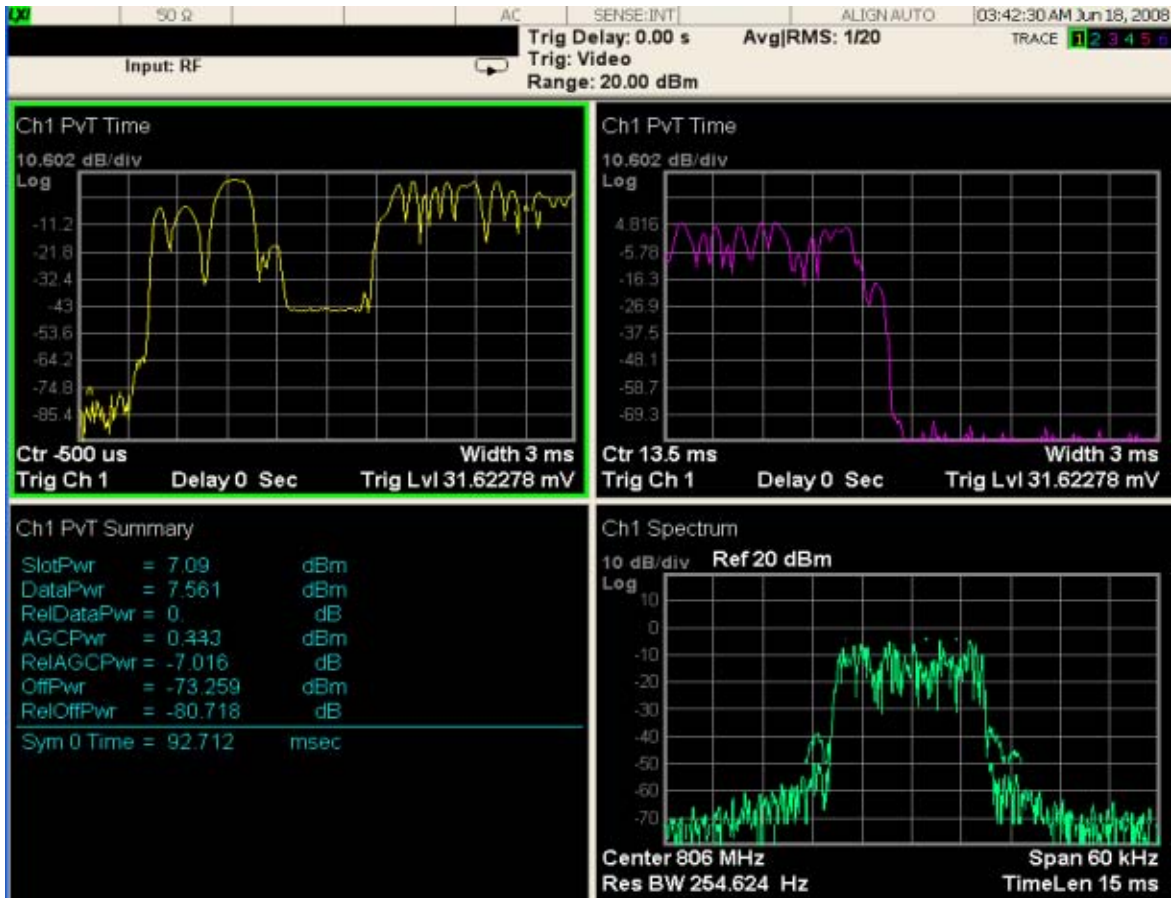 LXI 50 Ω AC SENSE:INT ALIGN AUTO 03:42:30 AM Jun 18, 2008
Trig Delay: 0.00 s Avg|RMS: 1/20 TRACE 1 2 3 4 5 6
Input: RF Trig: Video
Range: 20.00 dBm
Ch1 PvT Time
10.602 dB/div
Log
-11.2
-21.8
-32.4
-43
-53.6
-64.2
-74.8
-85.4
Ctr -500 us Width 3 ms
Trig Ch 1 Delay 0 Sec Trig Lvl 31.62278 mV
Ch1 PvT Time
10.602 dB/div
Log
4.815
-5.78
-16.3
-26.9
-37.5
-48.1
-58.7
-69.3
Ctr 13.5 ms Width 3 ms
Trig Ch 1 Delay 0 Sec Trig Lvl 31.62278 mV
Ch1 PvT Summary
SlotPwr = 7.09 dBm
DataPwr = 7.561 dBm
RelDataPwr = 0. dB
AGCPwr = 0.443 dBm
RelAGCPwr = -7.016 dB
OffPwr = -73.259 dBm
RelOffPwr = -80.718 dB
Sym 0 Time = 92.712 msec
Ch1 Spectrum
10 dB/div Ref 20 dBm
Log
10
0
-10
-20
-30
-40
-50
-60
-70
Center 806 MHz Span 60 kHz
Res BW 254.624 Hz TimeLen 15 ms